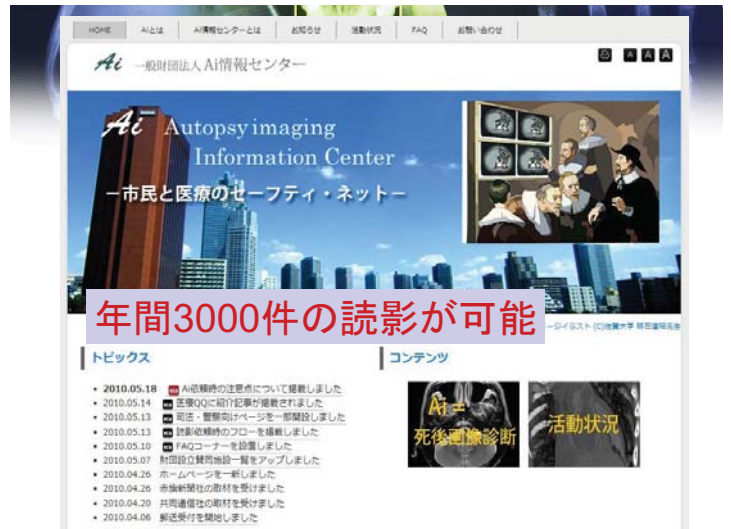 HOME Aiとは Ai情報センターとは お知らせ 活動状況 FAQ お問い合わせ
Ai 一般財団法人 Ai情報センター
A A A
Ai Autopsy imaging
Information Center
－市民と医療のセーフティ・ネット－
年間3000件の読影が可能
トピックス
コンテンツ
• 2010.05.18 Ai依頼時の注意点について掲載しました
• 2010.05.14 医療QQに紹介記事が掲載されました
• 2010.05.13 司法・警察向けページを一部開設しました
• 2010.05.13 読影依頼時のフローを掲載しました
• 2010.05.10 FAQコーナーを設置しました
• 2010.05.07 財団設立賛同施設一覧をアップしました
• 2010.04.26 ホームページを一新しました
• 2010.04.26 赤旗新聞社の取材を受けました
• 2010.04.20 共同通信社の取材を受けました
• 2010.04.06 郵送受付を開始しました
Ai =
死後画像診断
活動状況